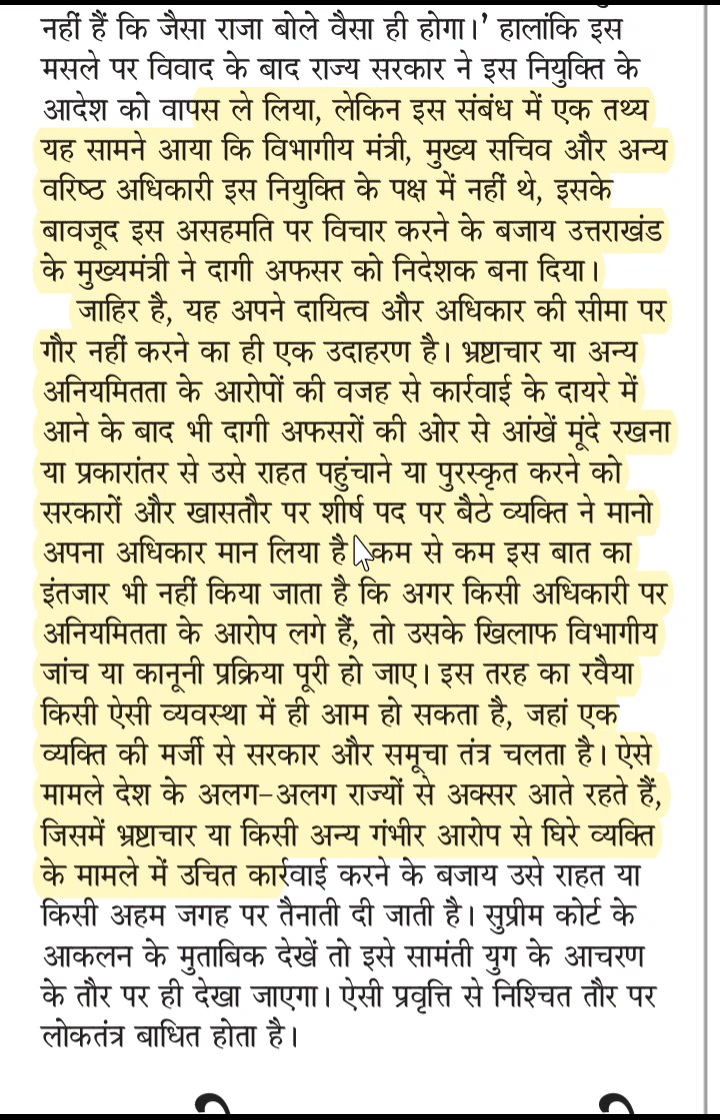 नहीं हैं कि जैसा राजा बोले वैसा ही होगा।' हालांकि इस
मसले पर विवाद के बाद राज्य सरकार ने इस नियुक्ति के
आदेश को वापस ले लिया, लेकिन इस संबंध में एक तथ्य
यह सामने आया कि विभागीय मंत्री, मुख्य सचिव और अन्य
वरिष्ठ अधिकारी इस नियुक्ति के पक्ष में नहीं थे, इसके
बावजूद इस असहमति पर विचार करने के बजाय उत्तराखंड
के मुख्यमंत्री ने दागी अफसर को निदेशक बना दिया।
जाहिर है, यह अपने दायित्व और अधिकार की सीमा पर
गौर नहीं करने का ही एक उदाहरण है। भ्रष्टाचार या अन्य
अनियमितता के आरोपों की वजह से कार्रवाई के दायरे में
आने के बाद भी दागी अफसरों की ओर से आंखें मूंदे रखना
या प्रकारांतर से उसे राहत पहुंचाने या पुरस्कृत करने को
सरकारों और खासतौर पर शीर्ष पद पर बैठे व्यक्ति ने मानो
अपना अधिकार मान लिया है कम से कम इस बात का
इंतजार भी नहीं किया जाता है कि अगर किसी अधिकारी पर
अनियमितता के आरोप लगे हैं, तो उसके खिलाफ विभागीय
जांच या कानूनी प्रक्रिया पूरी हो जाए। इस तरह का रवैया
किसी ऐसी व्यवस्था में ही आम हो सकता है, जहां एक
व्यक्ति की मर्जी से सरकार और समूचा तंत्र चलता है। ऐसे
मामले देश के अलग-अलग राज्यों से अक्सर आते रहते हैं,
जिसमें भ्रष्टाचार या किसी अन्य गंभीर आरोप से घिरे व्यक्ति
के मामले में उचित कार्रवाई करने के बजाय उसे राहत या
किसी अहम जगह पर तैनाती दी जाती है। सुप्रीम कोर्ट के
आकलन के मुताबिक देखें तो इसे सामंती युग के आचरण
के तौर पर ही देखा जाएगा। ऐसी प्रवृत्ति से निश्चित तौर पर
लोकतंत्र बाधित होता है।